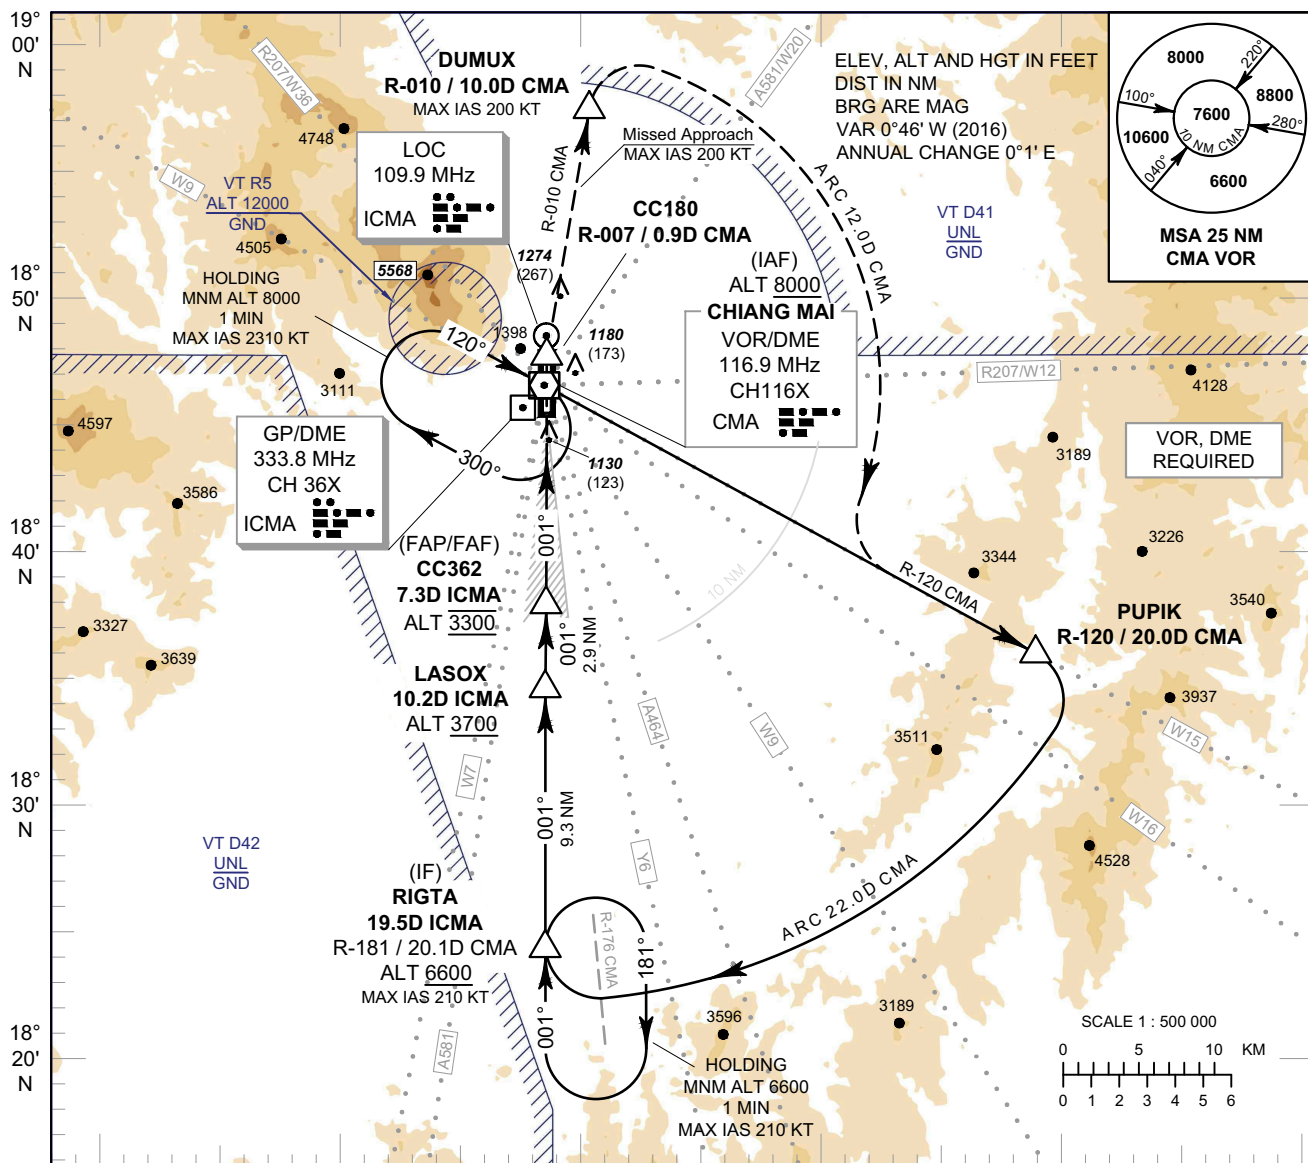 19°
00'
N
18°
50'
N
18°
40'
N
18°
30'
N
18°
20'
N
DUMUX
R-010 / 10.0D CMA
MAX IAS 200 KT
R207/W36
A581/W20
4748
LOC
109.9 MHz
ICMA
Missed Approach
MAX IAS 200 KT
ELEV, ALT AND HGT IN FEET
DIST IN NM
BRG ARE MAG
VAR 0°46' W (2016)
ANNUAL CHANGE 0°1' E
8000
220°
100°
7600
8800
10 NM CMA
280°
10600
040°
6600
MSA 25 NM
CMA VOR
W9
VT R5
ALT 12000
GND
4505
R-010 CMA
ARC 12.0D CMA
CC180
R-007 / 0.9D CMA
VT D41
UNL
GND
1274
(267)
5568
HOLDING
MNM ALT 8000
1 MIN
MAX IAS 2310 KT
(IAF)
ALT 8000
CHIANG MAI
VOR/DME
116.9 MHz
CH116X
CMA
120°
1398
1180
(173)
3111
R207/W12
4128
4597
GP/DME
333.8 MHz
CH 36X
ICMA
300°
1130
(123)
3189
VOR, DME
REQUIRED
3586
001°
(FAP/FAF)
CC362
7.3D ICMA
ALT 3300
10 NM
3344
R-120 CMA
3226
3540
3327
3639
001°
2.9 NM
PUPIK
R-120 / 20.0D CMA
LASOX
10.2D ICMA
ALT 3700
3937
W7
A464
W9
3511
W15
W16
001°
9.3 NM
Y6
4528
VT D42
UNL
GND
(IF)
RIGTA
19.5D ICMA
R-181 / 20.1D CMA
ALT 6600
MAX IAS 210 KT
R-176 CMA
181°
ARC 22.0D CMA
001°
A581
3596
3189
HOLDING
MNM ALT 6600
1 MIN
MAX IAS 210 KT
SCALE 1 : 500 000
0 5 10 KM
0 1 2 3 4 5 6